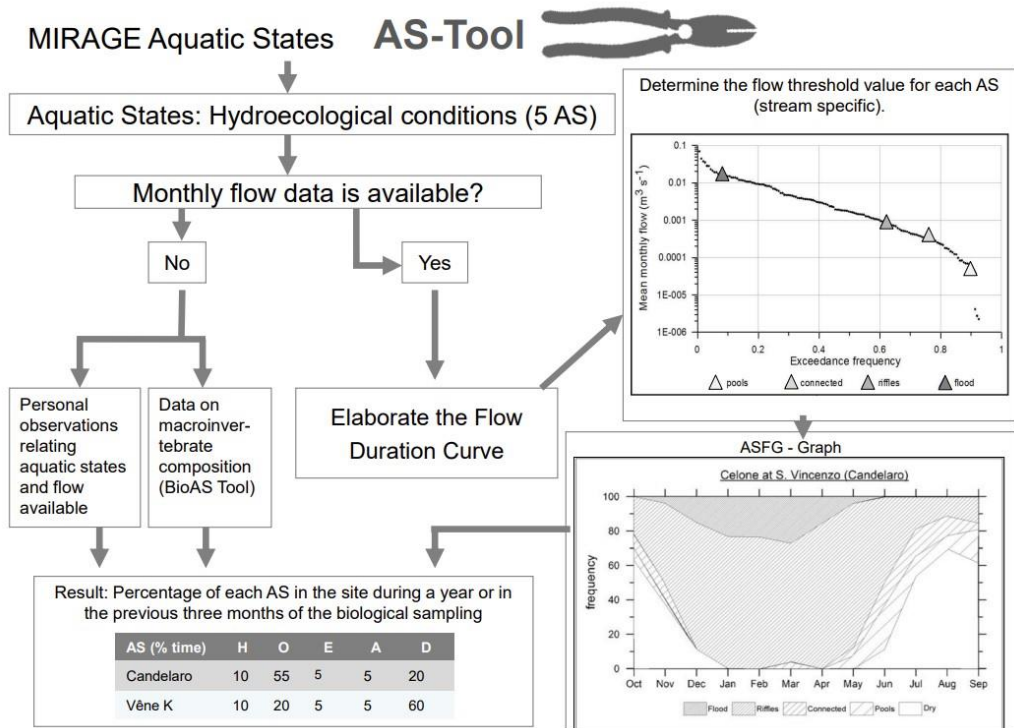 MIRAGE Aquatic States
AS-Tool
Aquatic States: Hydroecological conditions (5 AS)
Monthly flow data is available?
No
Yes
Personal
observations
relating
aquatic states
and flow
available
Data on
macroinver-
tebrate
composition
(BioAS Tool)
Elaborate the Flow
Duration Curve
Determine the flow threshold value for each AS
(stream specific).
Mean monthly flow (m³ s⁻¹)
0.1
0.01
0.001
0.0001
1E-005
1E-006
0 0.2 0.4 0.6 0.8 1
Exceedance frequency
pools connected riffles flood
ASFG - Graph
Celone at S. Vincenzo (Candelaro)
frequency
100
80
60
40
20
0
Oct Nov Dec Jan Feb Mar Apr May Jun Jul Aug Sep
Flood Riffles Connected Pools Dry
Result: Percentage of each AS in the site during a year or in
the previous three months of the biological sampling
AS (% time) H O E A D
Candelaro 10 55 5 5 20
Vêne K 10 20 5 5 60